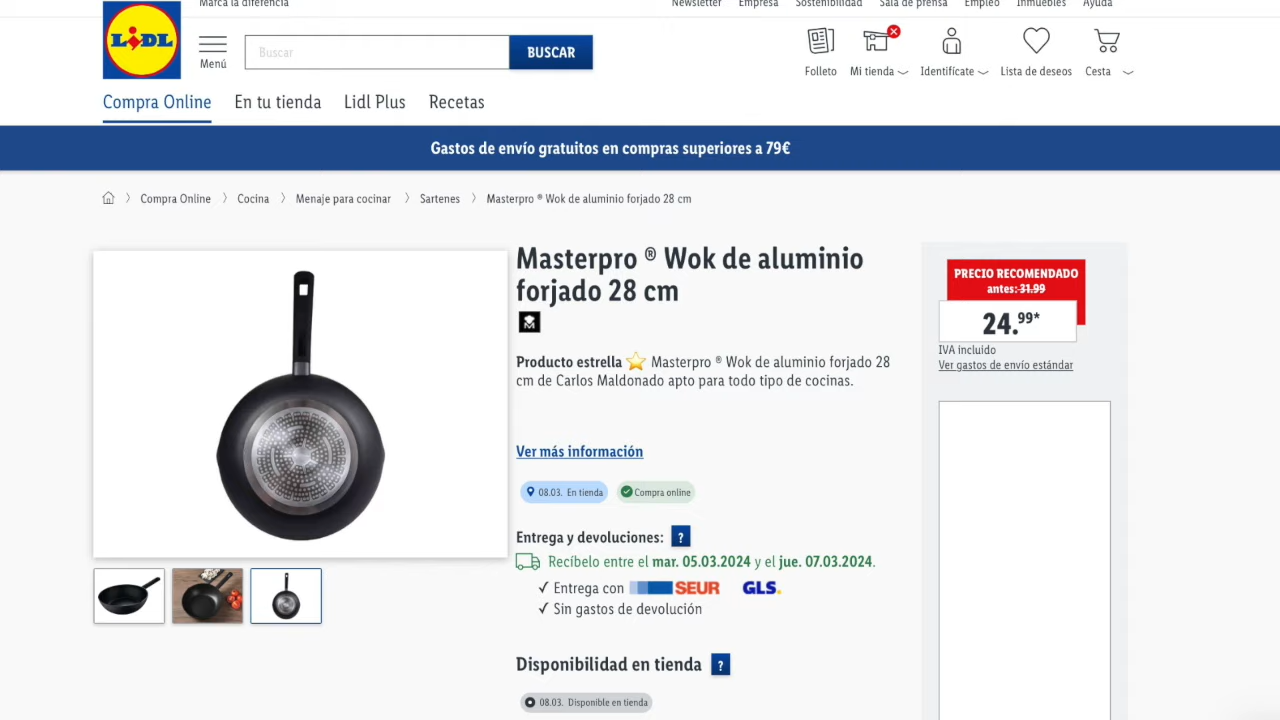 Marca la diferencia
Newsletter Empresa Sostenibilidad Sala de prensa Empleo Inmuebles Ayuda
LIDL
Menú
Buscar
BUSCAR
Folleto
Mi tienda
Identifícate
Lista de deseos
Cesta
Compra Online En tu tienda Lidl Plus Recetas
Gastos de envío gratuitos en compras superiores a 79€
Compra Online Cocina Menaje para cocinar Sartenes Masterpro ® Wok de aluminio forjado 28 cm
Masterpro ® Wok de aluminio
forjado 28 cm
M
Producto estrella ⭐ Masterpro ® Wok de aluminio forjado 28
cm de Carlos Maldonado apto para todo tipo de cocinas.
Ver más información
08.03. En tienda
Compra online
Entrega y devoluciones: ?
Recíbelo entre el mar. 05.03.2024 y el jue. 07.03.2024.
✓ Entrega con SEUR GLS.
✓ Sin gastos de devolución
Disponibilidad en tienda ?
08.03. Disponible en tienda
PRECIO RECOMENDADO
antes: 31.99
24.99*
IVA incluido
Ver gastos de envío estándar